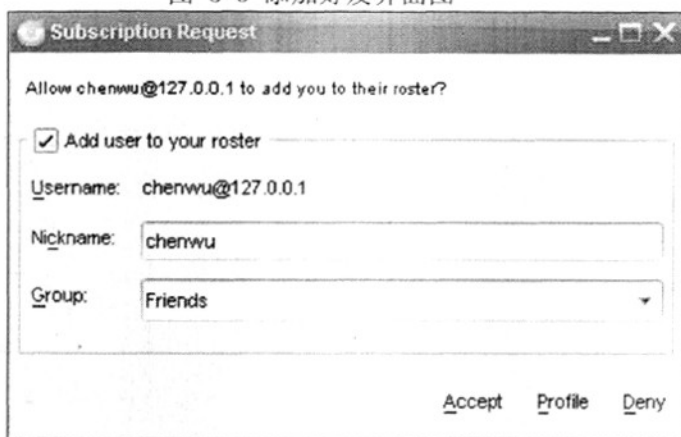 Subscription Request
Allow chenwu@127.0.0.1 to add you to their roster?
Add user to your roster
Username: chenwu@127.0.0.1
Nickname: chenwu
Group: Friends
Accept Profile Deny